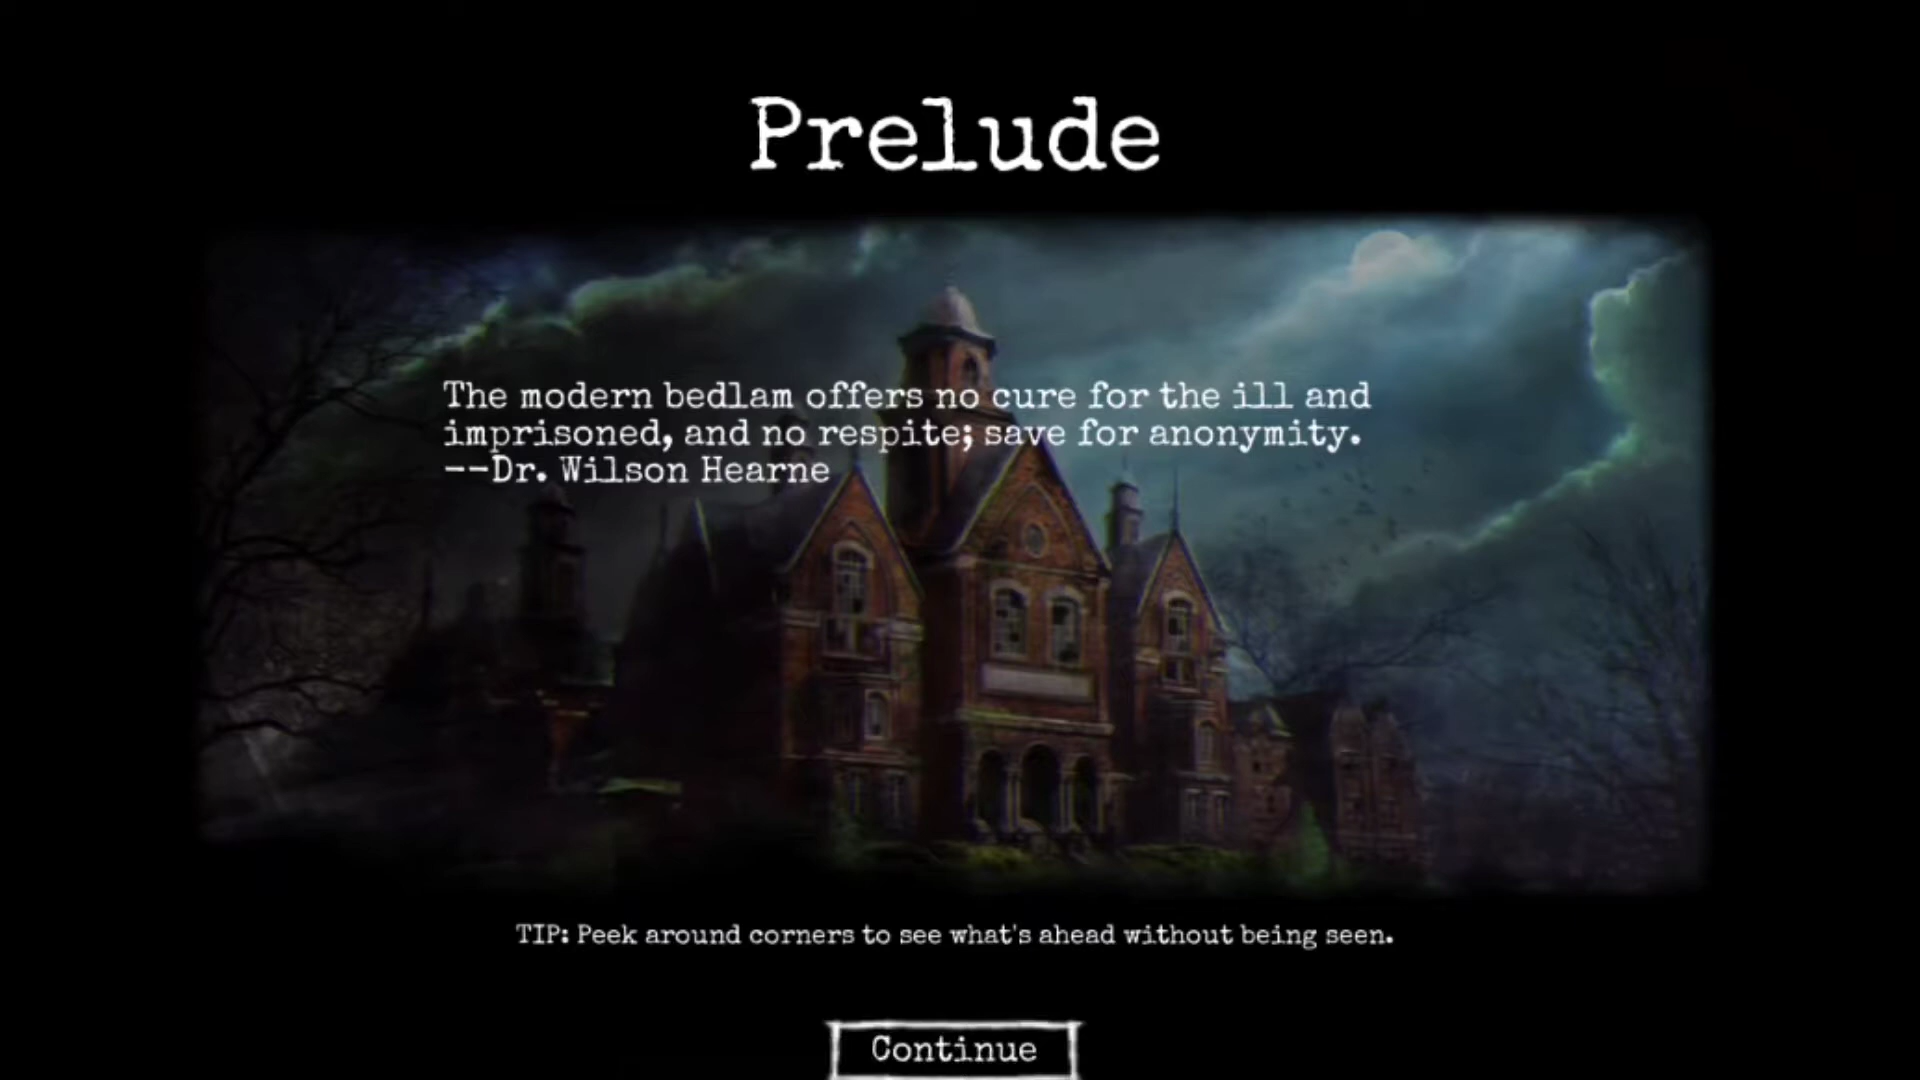 Prelude
The modern bedlam offers no cure for the ill and
imprisoned, and no respite; save for anonymity.
--Dr. Wilson Hearne
TIP: Peek around corners to see what's ahead without being seen.
Continue